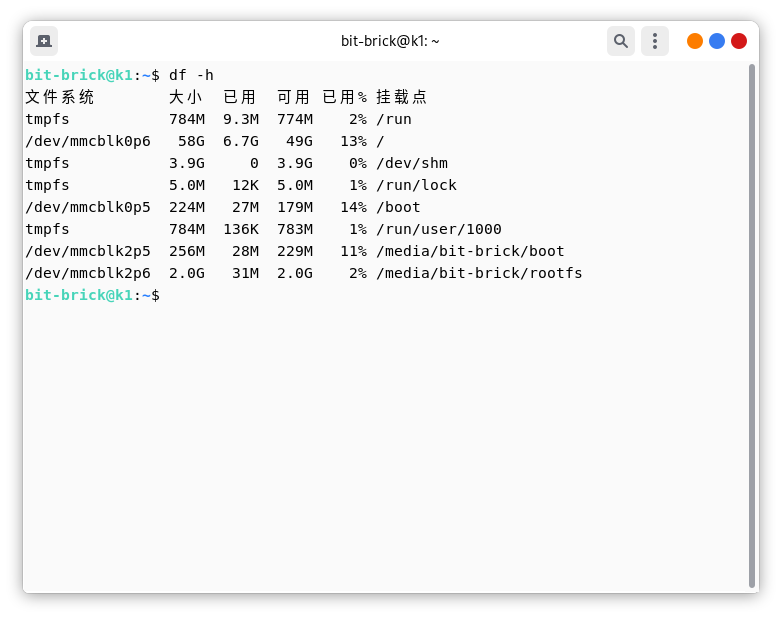 bit-brick@k1: ~
bit-brick@k1:~$ df -h
文件系统        大小  已用  可用 已用% 挂载点
tmpfs           784M  9.3M  774M    2% /run
/dev/mmcblk0p6   58G  6.7G   49G   13% /
tmpfs           3.9G     0  3.9G    0% /dev/shm
tmpfs           5.0M   12K  5.0M    1% /run/lock
/dev/mmcblk0p5  224M   27M  179M   14% /boot
tmpfs           784M  136K  783M    1% /run/user/1000
/dev/mmcblk2p5  256M   28M  229M   11% /media/bit-brick/boot
/dev/mmcblk2p6  2.0G   31M  2.0G    2% /media/bit-brick/rootfs
bit-brick@k1:~$